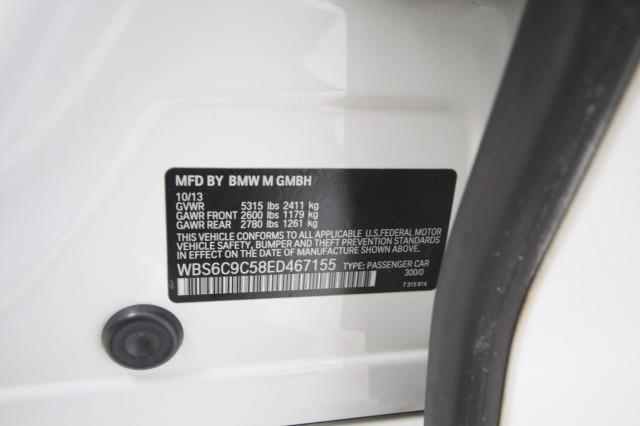 MFD BY BMW M GMBH
10/13
GVWR 5315 lbs 2411 kg
GAWR FRONT 2600 lbs 1179 kg
GAWR REAR 2780 lbs 1261 kg
THIS VEHICLE CONFORMS TO ALL APPLICABLE U.S.FEDERAL MOTOR
VEHICLE SAFETY, BUMPER AND THEFT PREVENTION STANDARDS
IN EFFECT ON THE DATE OF MANUFACTURE SHOWN ABOVE.
WBS6C9C58ED467155 TYPE: PASSENGER CAR
300/0
7 315 814